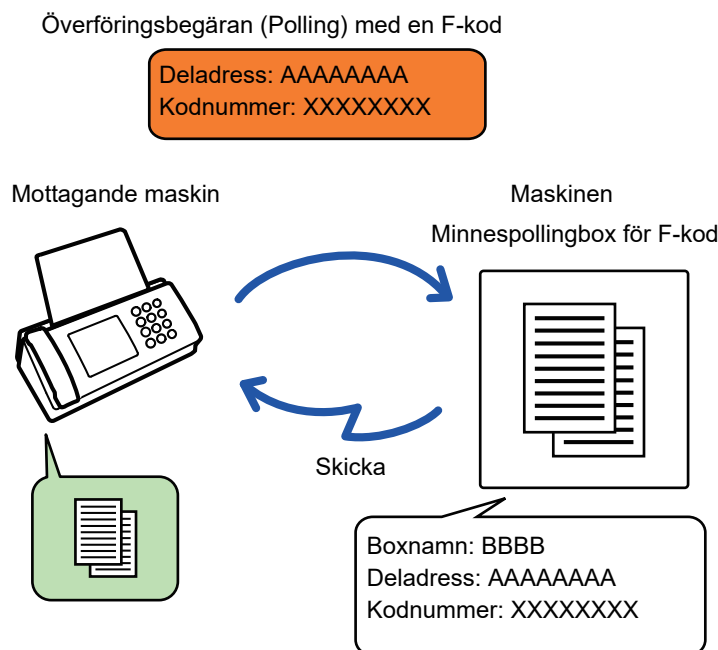 Överföringsbegäran (Polling) med en F-kod
Deladress: AAAAAAAA
Kodnummer: XXXXXXXX
Mottagande maskin
Maskinen
Minnespollingbox för F-kod
Skicka
Boxnamn: BBBB
Deladress: AAAAAAAA
Kodnummer: XXXXXXXX